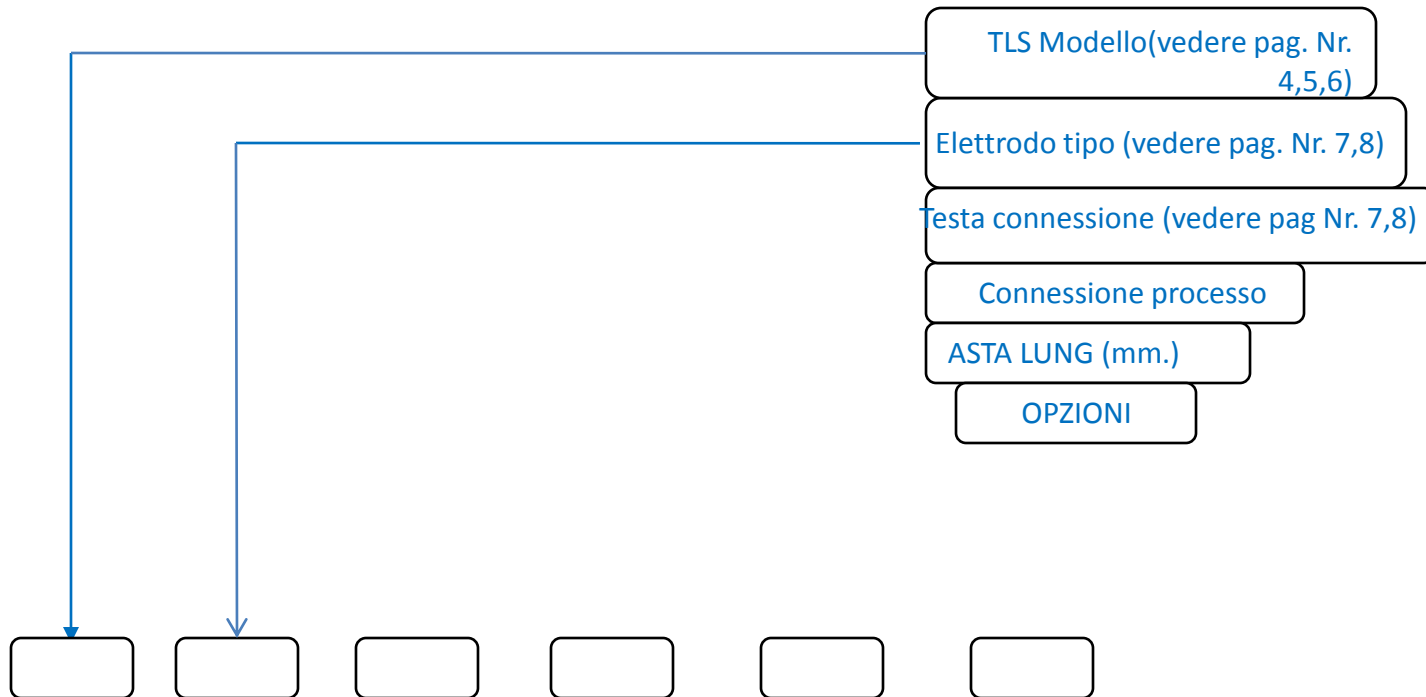 TLS Modello(vedere pag. Nr.
4,5,6)
Elettrodo tipo (vedere pag. Nr. 7,8)
Testa connessione (vedere pag Nr. 7,8)
Connessione processo
ASTA LUNG (mm.)
OPZIONI